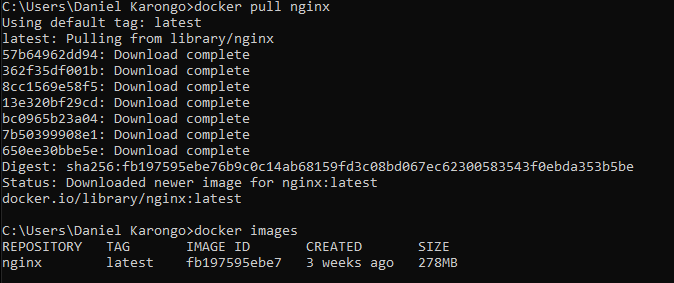 C:\Users\Daniel Karongo>docker pull nginx
Using default tag: latest
latest: Pulling from library/nginx
57b64962dd94: Download complete
362f35df001b: Download complete
8cc1569e58f5: Download complete
13e320bf29cd: Download complete
bc0965b23a04: Download complete
7b50399908e1: Download complete
650ee30bbe5e: Download complete
Digest: sha256:fb197595ebe76b9c0c14ab68159fd3c08bd067ec62300583543f0ebda353b5be
Status: Downloaded newer image for nginx:latest
docker.io/library/nginx:latest
C:\Users\Daniel Karongo>docker images
REPOSITORY   TAG       IMAGE ID       CREATED       SIZE
nginx        latest    fb197595ebe7   3 weeks ago   278MB